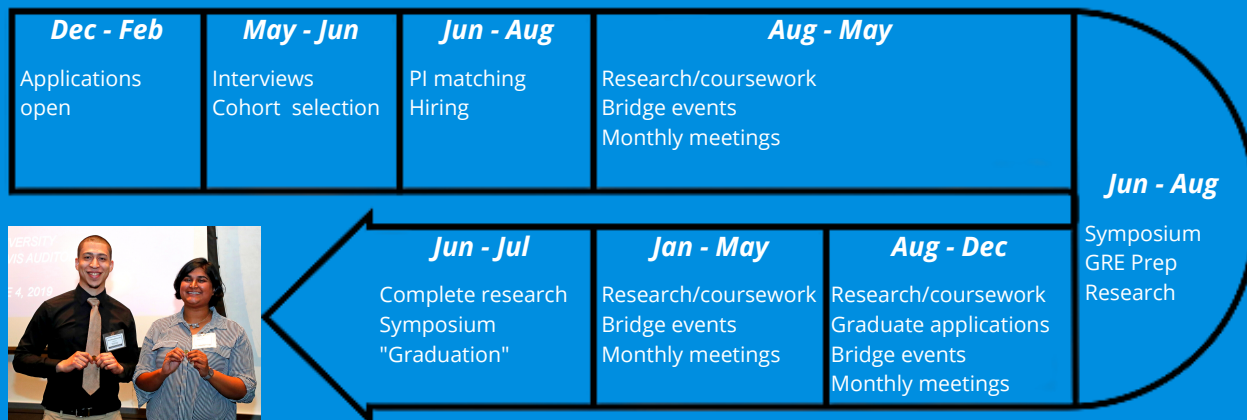 Dec - Feb
Applications
open
May - Jun
Interviews
Cohort selection
Jun - Aug
PI matching
Hiring
Aug - May
Research/coursework
Bridge events
Monthly meetings
Jun - Aug
Symposium
GRE Prep
Research
Aug - Dec
Research/coursework
Graduate applications
Bridge events
Monthly meetings
Jan - May
Research/coursework
Bridge events
Monthly meetings
Jun - Jul
Complete research
Symposium
"Graduation"
4, 2019